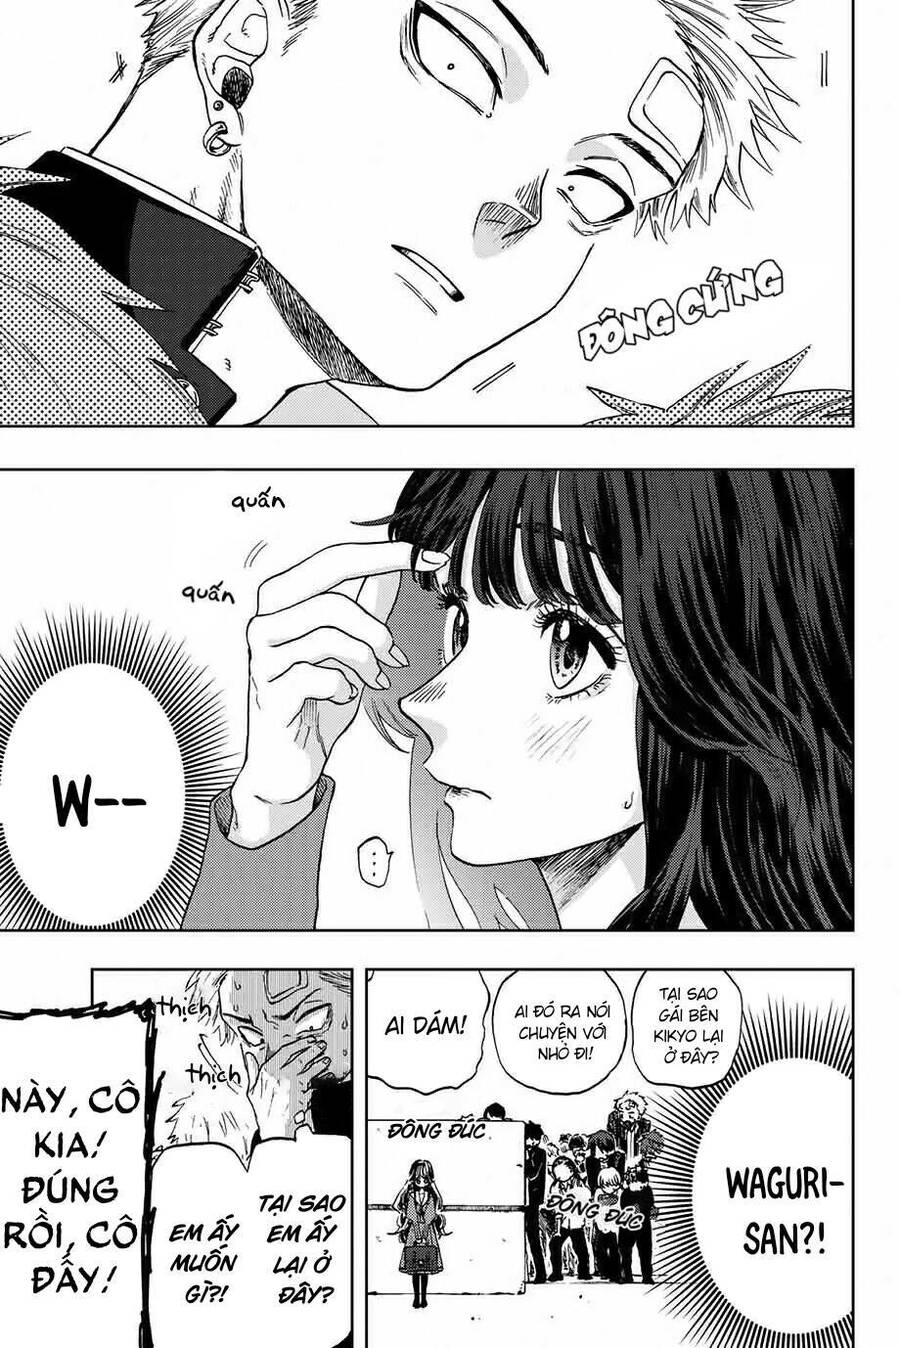 ĐÔNG CỨNG
quấn
quấn
W--
...
WAGURI-
SAN?!
TẠI SAO
GÁI BÊN
KIKYO LẠI
Ở ĐÂY?
AI ĐÓ RA NÓI
CHUYỆN VỚI
NHỎ ĐI!
AI DÁM!
ĐÔNG ĐÚC
ĐÔNG ĐÚC
thịch
thịch
TẠI SAO
EM ẤY
LẠI Ở
ĐÂY?
EM ẤY
MUỐN
GÌ?!
NÀY, CÔ
KIA!
ĐÚNG
RỒI, CÔ
ĐẤY!